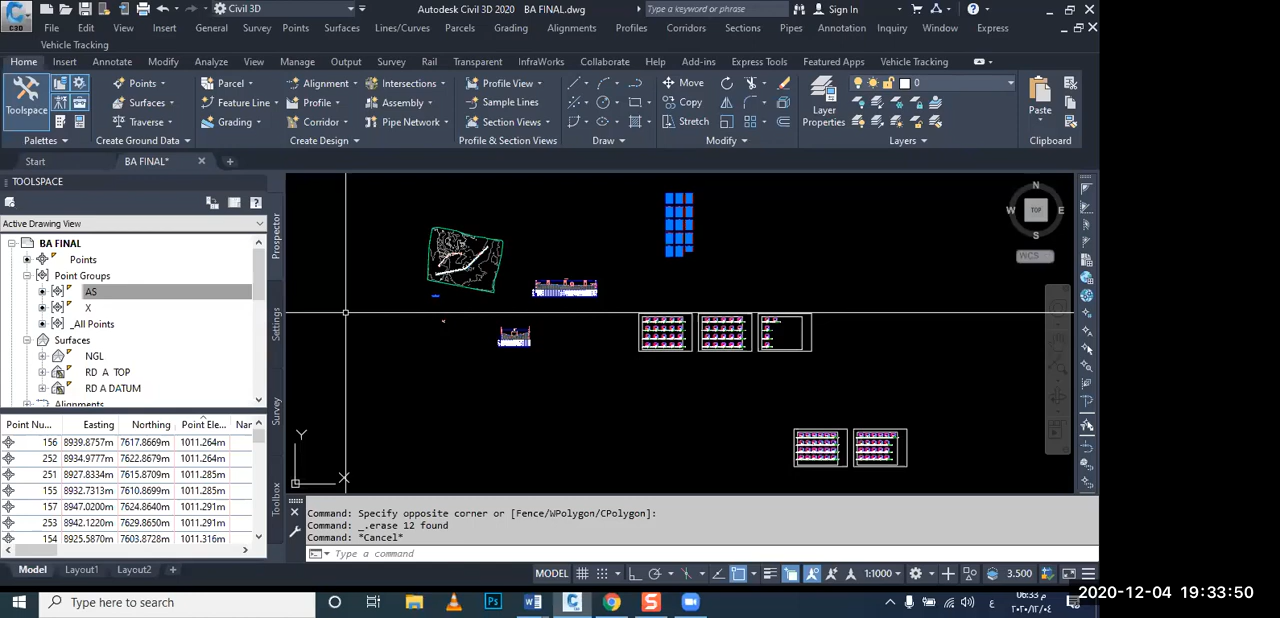 Civil 3D
Autodesk Civil 3D 2020 BA FINAL.dwg
Type a keyword or phrase
Sign In
File Edit View Insert General Survey Points Surfaces Lines/Curves Parcels Grading Alignments Profiles Corridors Sections Pipes Annotation Inquiry Window Express
Vehicle Tracking
Home Insert Annotate Modify Analyze View Manage Output Survey Rail Transparent InfraWorks Collaborate Help Add-ins Express Tools Featured Apps Vehicle Tracking
Points Parcel Alignment Intersections Profile View Move 0
Toolspace Surfaces Feature Line Profile Assembly Sample Lines Copy Layer Properties Paste
Traverse Grading Corridor Pipe Network Section Views Stretch
Palettes Create Ground Data Create Design Profile & Section Views Draw Modify Layers Clipboard
Start BA FINAL*
TOOLSPACE
Active Drawing View
BA FINAL
Points
Point Groups
AS
X
_All Points
Surfaces
NGL
RD A TOP
RD A DATUM
Alignments
Prospector
Settings
Survey
Toolbox
Point Nu... Easting Northing Point Ele... Nar
156 8939.8757m 7617.8669m 1011.264m
252 8934.9777m 7622.8679m 1011.264m
251 8927.8334m 7615.8709m 1011.285m
155 8932.7313m 7610.8699m 1011.285m
157 8947.0200m 7624.8640m 1011.291m
253 8942.1220m 7629.8650m 1011.291m
154 8925.5870m 7603.8728m 1011.316m
N
W TOP E
S
WCS
Y
X
Command: Specify opposite corner or [Fence/WPolygon/CPolygon]:
Command: _.erase 12 found
Command: *Cancel*
Type a command
Model Layout1 Layout2
MODEL 1:1000 3.500
Type here to search
ع
06:33 م
٢٠٢٠/١٢/٠٤
2020-12-04 19:33:50